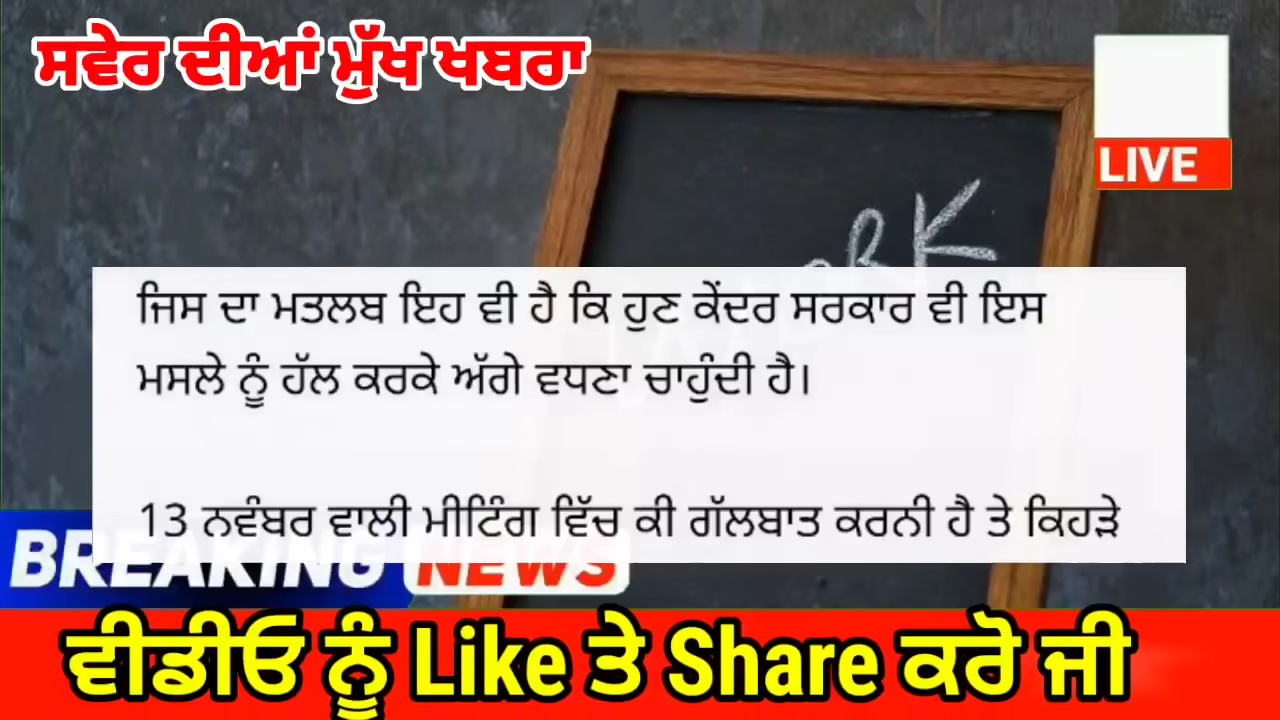 ਸਵੇਰ ਦੀਆਂ ਮੁੱਖ ਖਬਰਾ
LIVE
ਜਿਸ ਦਾ ਮਤਲਬ ਇਹ ਵੀ ਹੈ ਕਿ ਹੁਣ ਕੇਂਦਰ ਸਰਕਾਰ ਵੀ ਇਸ
ਮਸਲੇ ਨੂੰ ਹੱਲ ਕਰਕੇ ਅੱਗੇ ਵਧਣਾ ਚਾਹੁੰਦੀ ਹੈ।
13 ਨਵੰਬਰ ਵਾਲੀ ਮੀਟਿੰਗ ਵਿੱਚ ਕੀ ਗੱਲਬਾਤ ਕਰਨੀ ਹੈ ਤੇ ਕਿਹੜੇ
BREAKING NEWS
ਵੀਡੀਓ ਨੂੰ Like ਤੇ Share ਕਰੋ ਜੀ